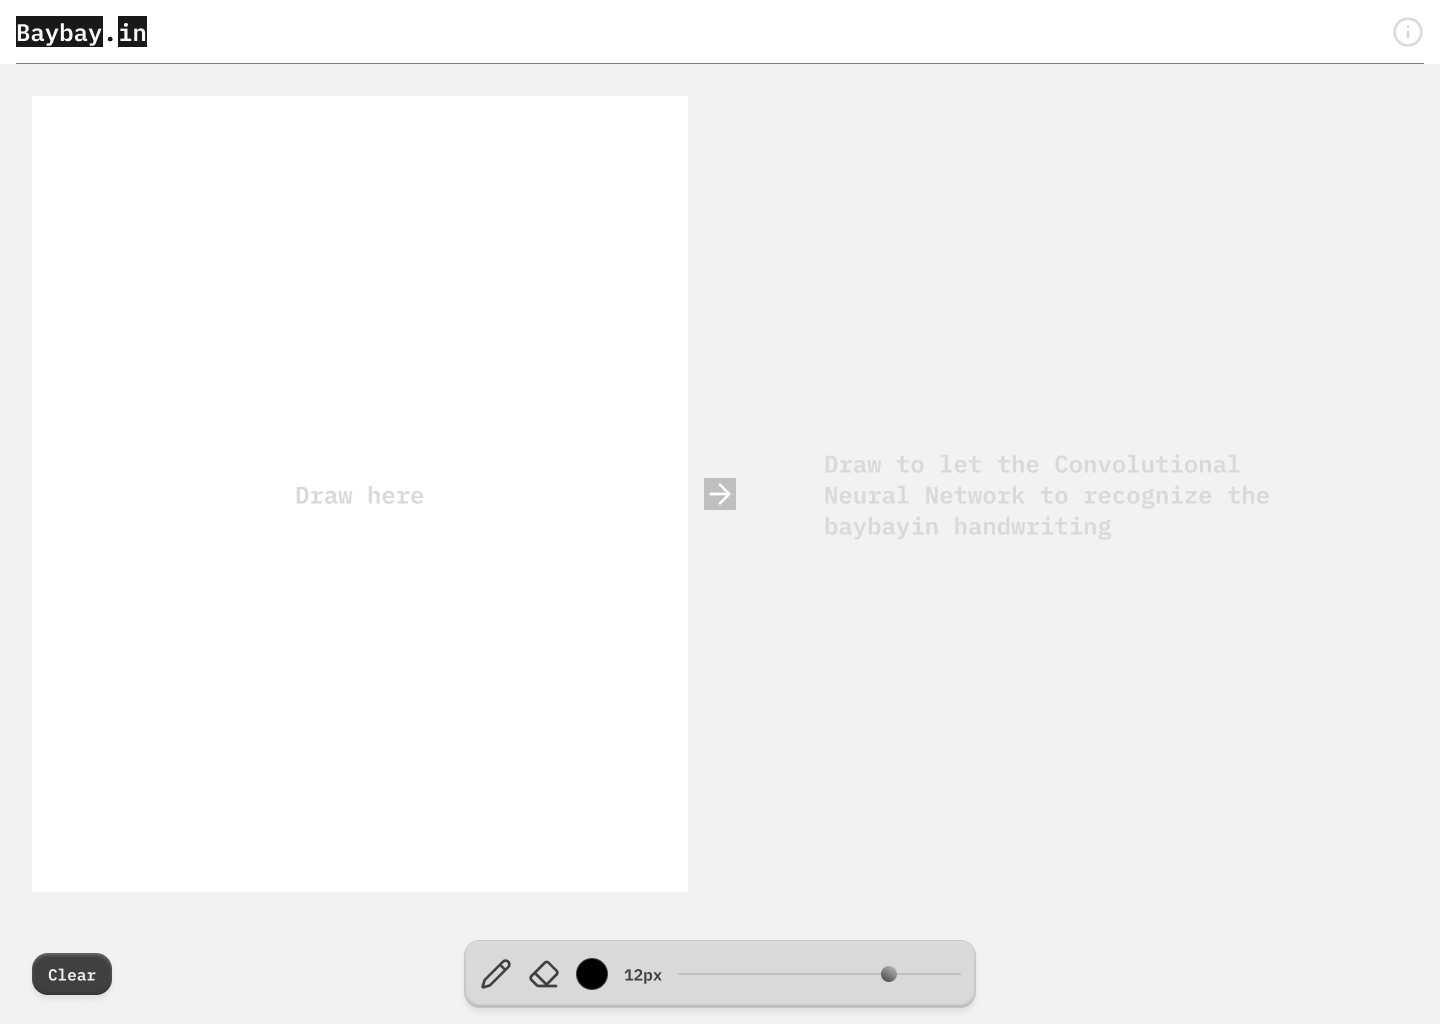 Baybay.in
Draw here
Draw to let the Convolutional
Neural Network to recognize the
baybayin handwriting
Clear
12px